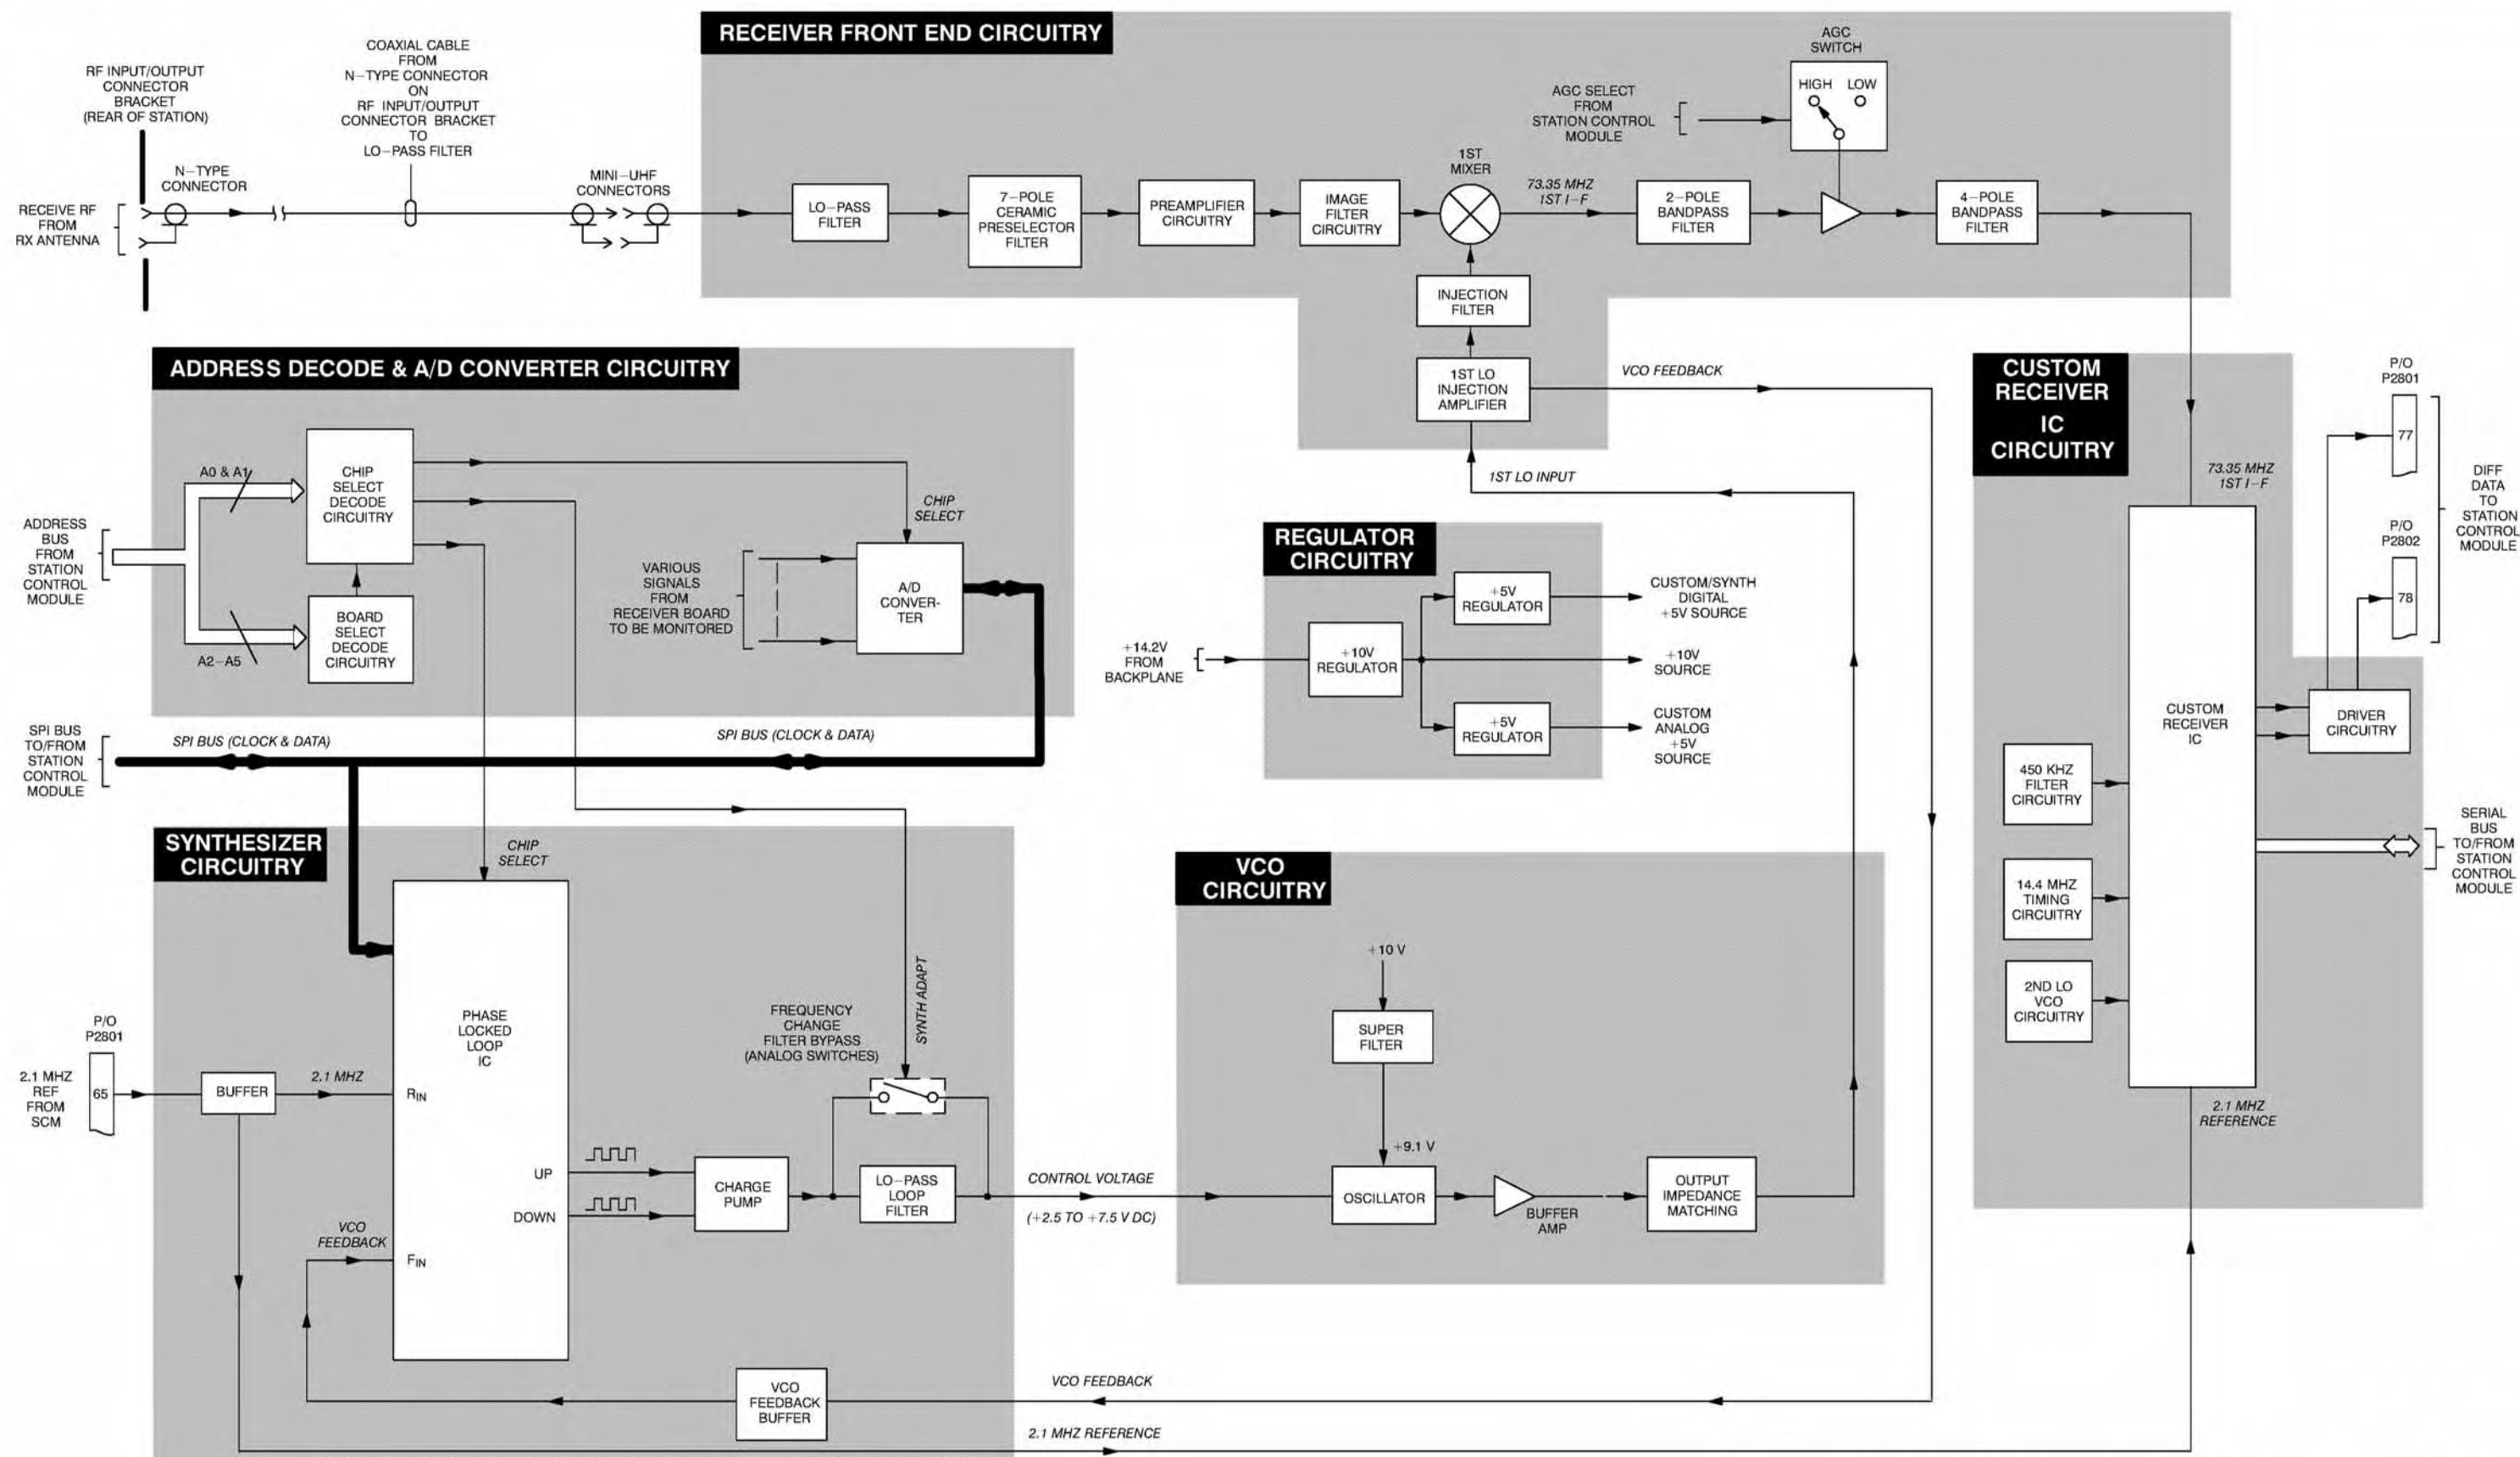 RECEIVER FRONT END CIRCUITRY
RF INPUT/OUTPUT
CONNECTOR
BRACKET
(REAR OF STATION)
COAXIAL CABLE
FROM
N-TYPE CONNECTOR
ON
RF INPUT/OUTPUT
CONNECTOR BRACKET
TO
LO-PASS FILTER
N-TYPE
CONNECTOR
MINI-UHF
CONNECTORS
RECEIVE RF
FROM
RX ANTENNA
LO-PASS
FILTER
7-POLE
CERAMIC
PRESELECTOR
FILTER
PREAMPLIFIER
CIRCUITRY
IMAGE
FILTER
CIRCUITRY
1ST
MIXER
73.35 MHZ
1ST I-F
AGC SELECT
FROM
STATION CONTROL
MODULE
AGC
SWITCH
HIGH LOW
2-POLE
BANDPASS
FILTER
4-POLE
BANDPASS
FILTER
INJECTION
FILTER
1ST LO
INJECTION
AMPLIFIER
VCO FEEDBACK
1ST LO INPUT
ADDRESS DECODE & A/D CONVERTER CIRCUITRY
ADDRESS
BUS
FROM
STATION
CONTROL
MODULE
A0 & A1
A2-A5
CHIP
SELECT
DECODE
CIRCUITRY
BOARD
SELECT
DECODE
CIRCUITRY
CHIP
SELECT
VARIOUS
SIGNALS
FROM
RECEIVER BOARD
TO BE MONITORED
A/D
CONVER-
TER
SPI BUS
TO/FROM
STATION
CONTROL
MODULE
SPI BUS (CLOCK & DATA)
SPI BUS (CLOCK & DATA)
REGULATOR
CIRCUITRY
+14.2V
FROM
BACKPLANE
+10V
REGULATOR
+5V
REGULATOR
+5V
REGULATOR
CUSTOM/SYNTH
DIGITAL
+5V SOURCE
+10V
SOURCE
CUSTOM
ANALOG
+5V
SOURCE
CUSTOM
RECEIVER
IC
CIRCUITRY
73.35 MHZ
1ST I-F
P/O
P2801
77
P/O
P2802
78
DIFF
DATA
TO
STATION
CONTROL
MODULE
CUSTOM
RECEIVER
IC
DRIVER
CIRCUITRY
450 KHZ
FILTER
CIRCUITRY
14.4 MHZ
TIMING
CIRCUITRY
2ND LO
VCO
CIRCUITRY
SERIAL
BUS
TO/FROM
STATION
CONTROL
MODULE
2.1 MHZ
REFERENCE
SYNTHESIZER
CIRCUITRY
CHIP
SELECT
PHASE
LOCKED
LOOP
IC
P/O
P2801
2.1 MHZ
REF
FROM
SCM
65
BUFFER
2.1 MHZ
RIN
UP
DOWN
FIN
VCO
FEEDBACK
CHARGE
PUMP
FREQUENCY
CHANGE
FILTER BYPASS
(ANALOG SWITCHES)
SYNTH ADAPT
LO-PASS
LOOP
FILTER
CONTROL VOLTAGE
(+2.5 TO +7.5 V DC)
VCO
CIRCUITRY
+10 V
SUPER
FILTER
+9.1 V
OSCILLATOR
BUFFER
AMP
OUTPUT
IMPEDANCE
MATCHING
VCO
FEEDBACK
BUFFER
VCO FEEDBACK
2.1 MHZ REFERENCE